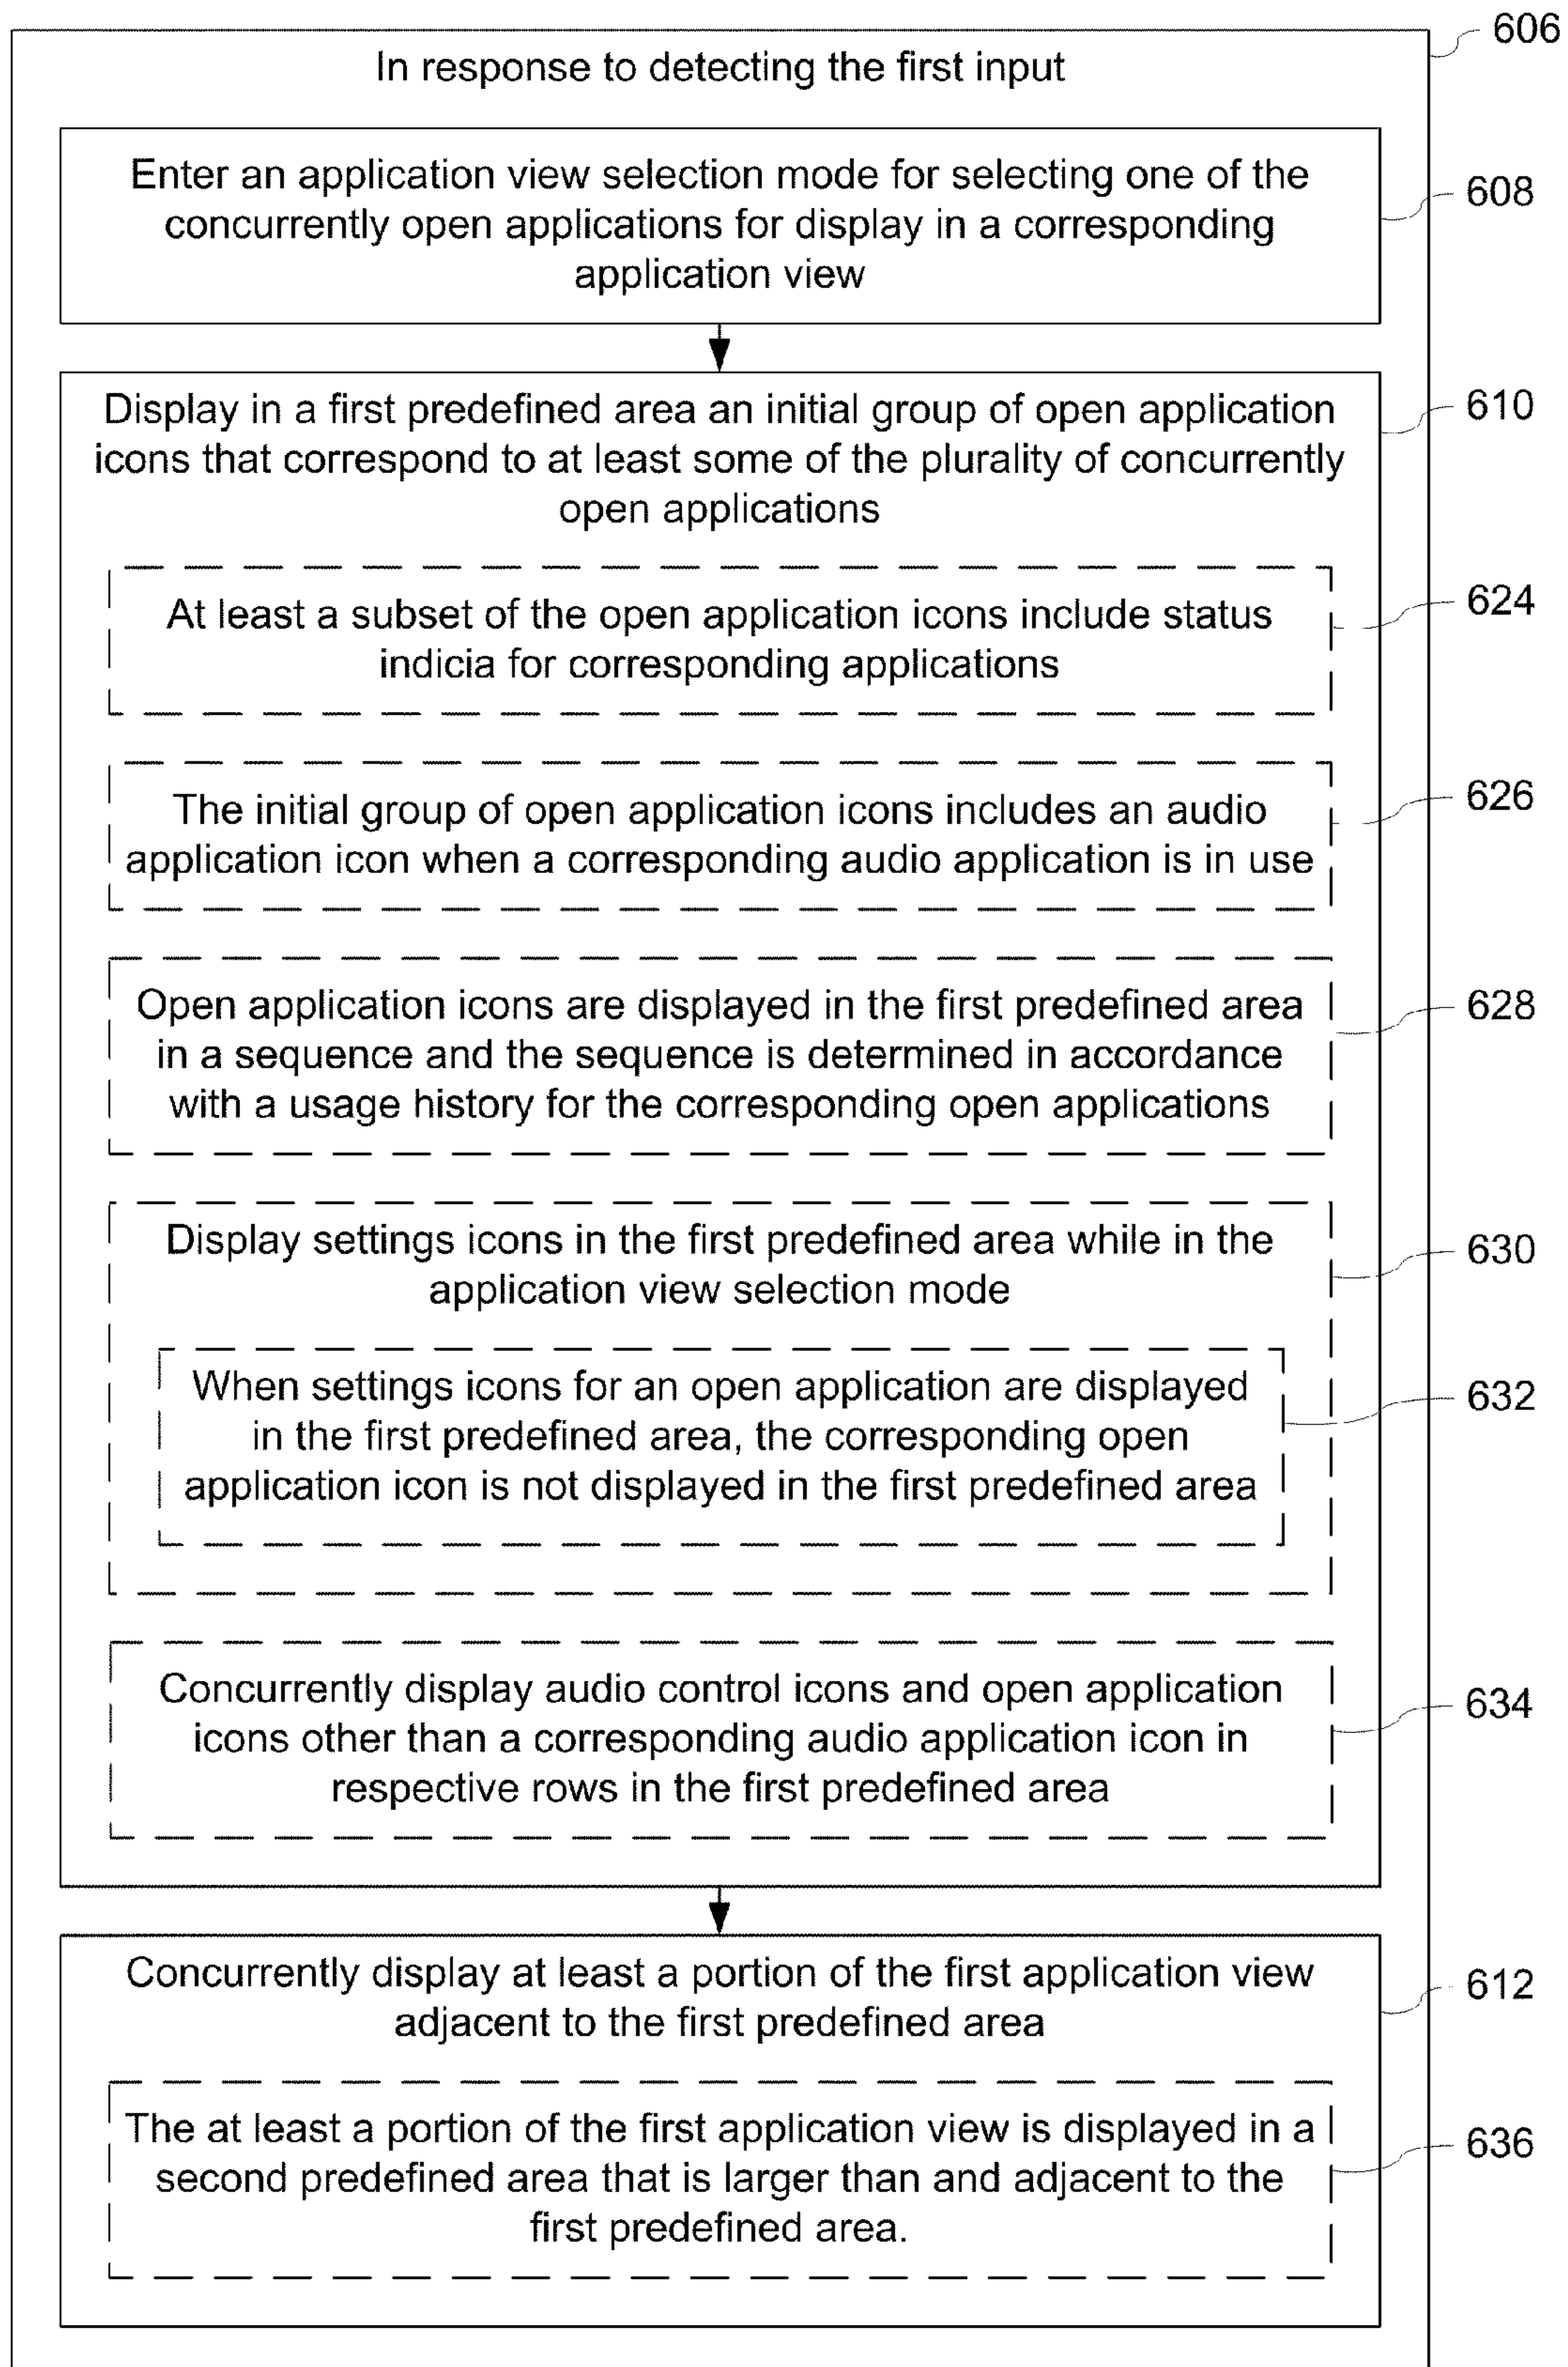 606
In response to detecting the first input
Enter an application view selection mode for selecting one of the
concurrently open applications for display in a corresponding
application view
608
Display in a first predefined area an initial group of open application
icons that correspond to at least some of the plurality of concurrently
open applications
610
At least a subset of the open application icons include status
indicia for corresponding applications
624
The initial group of open application icons includes an audio
application icon when a corresponding audio application is in use
626
Open application icons are displayed in the first predefined area
in a sequence and the sequence is determined in accordance
with a usage history for the corresponding open applications
628
Display settings icons in the first predefined area while in the
application view selection mode
630
When settings icons for an open application are displayed
in the first predefined area, the corresponding open
application icon is not displayed in the first predefined area
632
Concurrently display audio control icons and open application
icons other than a corresponding audio application icon in
respective rows in the first predefined area
634
Concurrently display at least a portion of the first application view
adjacent to the first predefined area
612
The at least a portion of the first application view is displayed in a
second predefined area that is larger than and adjacent to the
first predefined area.
636